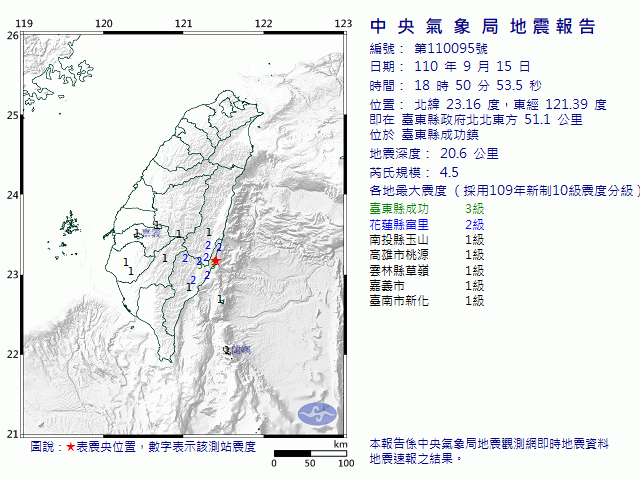 119 120 121 122 123
26
25
24
23
22
21
中央氣象局地震報告
編號： 第110095號
日期： 110 年 9 月 15 日
時間： 18 時 50 分 53.5 秒
位置： 北緯 23.16 度，東經 121.39 度
即在 臺東縣政府北北東方 51.1 公里
位於 臺東縣成功鎮
地震深度： 20.6 公里
芮氏規模： 4.5
各地最大震度（採用109年新制10級震度分級）
臺東縣成功 3級
花蓮縣富里 2級
南投縣玉山 1級
高雄市桃源 1級
雲林縣草嶺 1級
嘉義市 1級
臺南市新化 1級
1
1 嘉義 1 1
2 2
1 1 2 2 2 3
1 2 2
1
1
圖說：★表震央位置，數字表示該測站震度
km
0 50 100
本報告係中央氣象局地震觀測網即時地震資料
地震速報之結果。